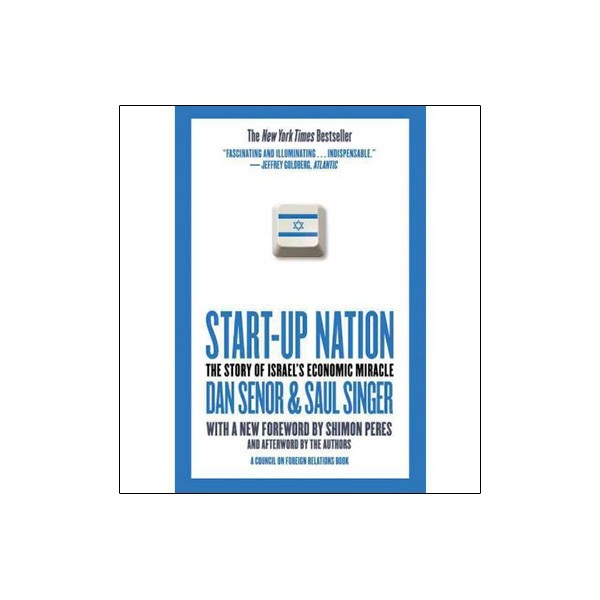 The New York Times Bestseller
"FASCINATING AND ILLUMINATING . . . INDISPENSABLE."
— JEFFREY GOLDBERG, ATLANTIC
START-UP NATION
THE STORY OF ISRAEL'S ECONOMIC MIRACLE
DAN SENOR & SAUL SINGER
WITH A NEW FOREWORD BY SHIMON PERES
AND AFTERWORD BY THE AUTHORS
A COUNCIL ON FOREIGN RELATIONS BOOK